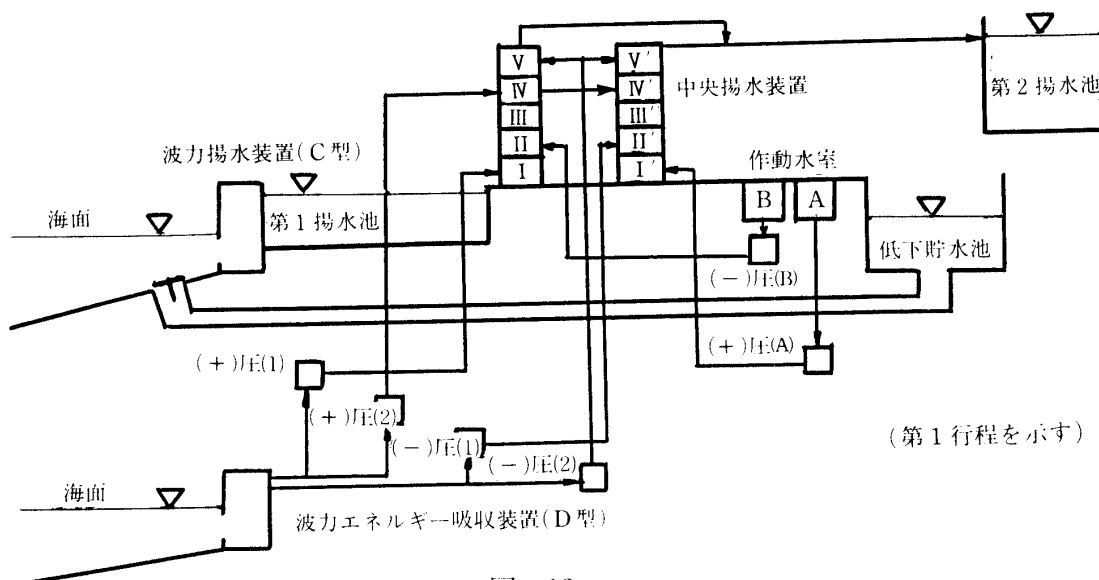 V
IV
III
II
I
V'
IV'
III'
II'
I'
中央揚水装置
第2揚水池
波力揚水装置(C型)
海面
第1揚水池
作動水室
B
A
低下貯水池
(-)圧(B)
(+)圧(A)
(+)圧(1)
(+)圧(2)
(-)圧(1)
(-)圧(2)
(第1行程を示す)
海面
波力エネルギー吸収装置(D型)